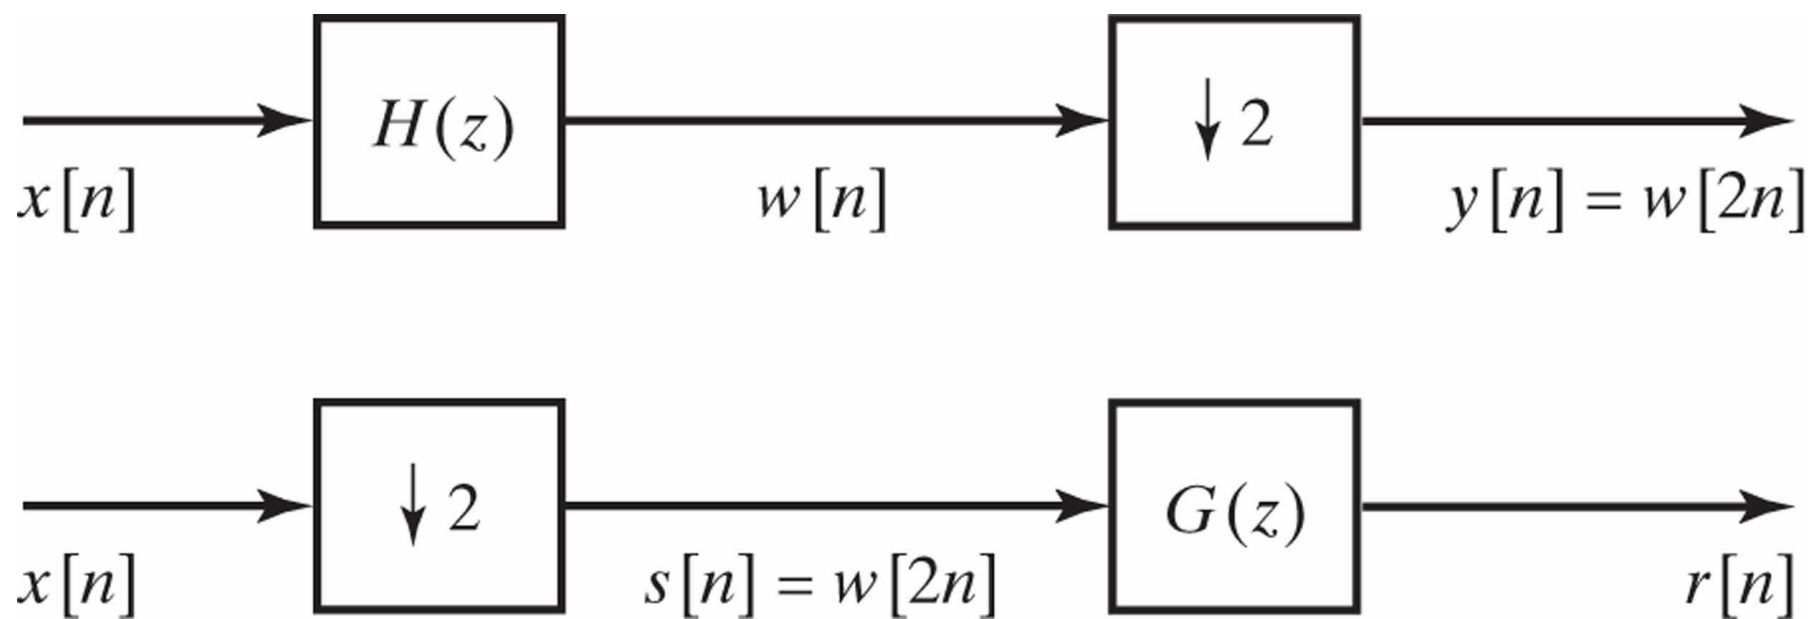 H(z)
↓ 2
x[n]
w[n]
y[n] = w[2n]
↓ 2
G(z)
x[n]
s[n] = w[2n]
r[n]